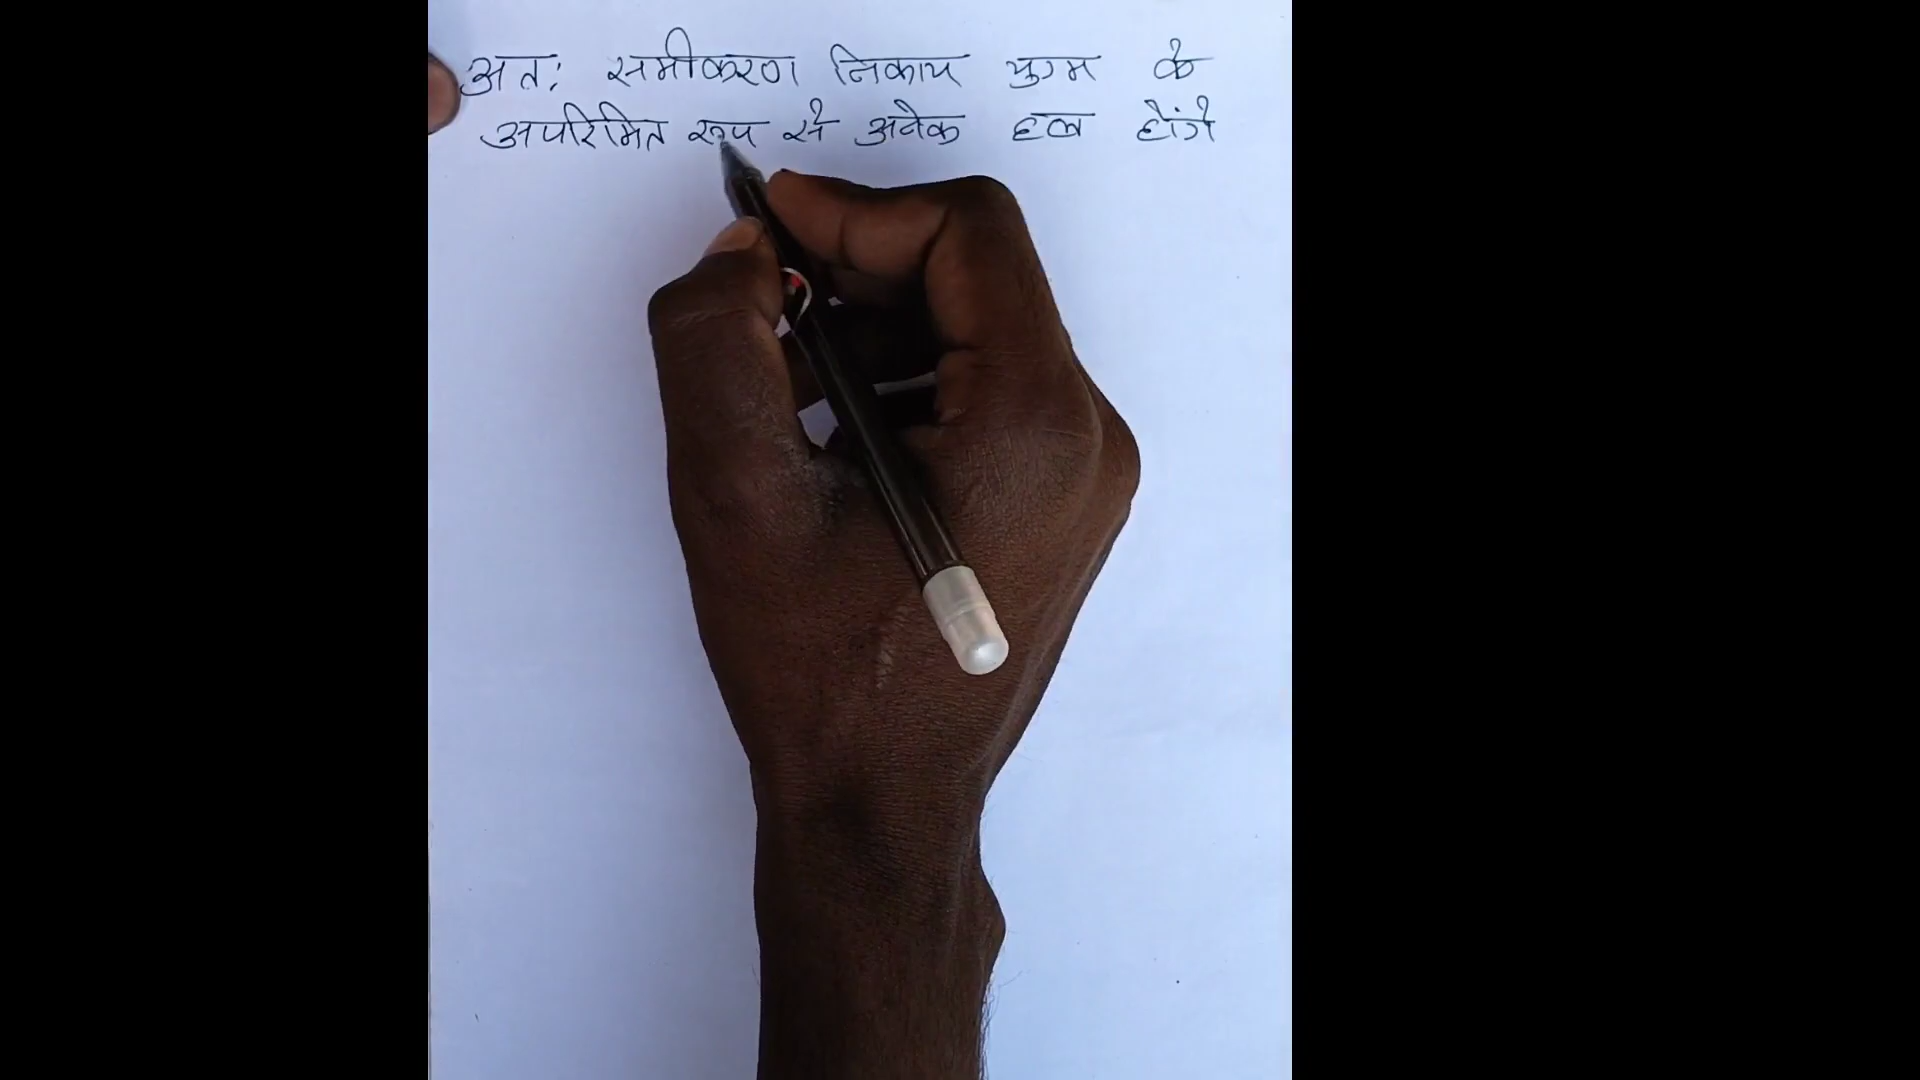 अतः समीकरण निकाय युग्म के
अपरिमित रूप से अनेक हल होंगे